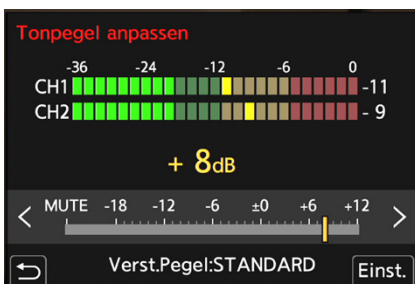 Tonpegel anpassen
-36 -24 -12 -6 0
CH1 -11
CH2 - 9
+ 8dB
MUTE -18 -12 -6 ±0 +6 +12
Verst.Pegel:STANDARD Einst.